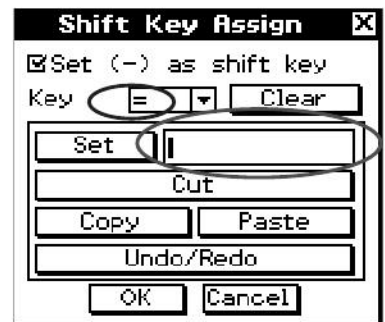 Shift Key Assign X
Set (-) as shift key
Key = Clear
Set
Cut
Copy Paste
Undo/Redo
OK Cancel